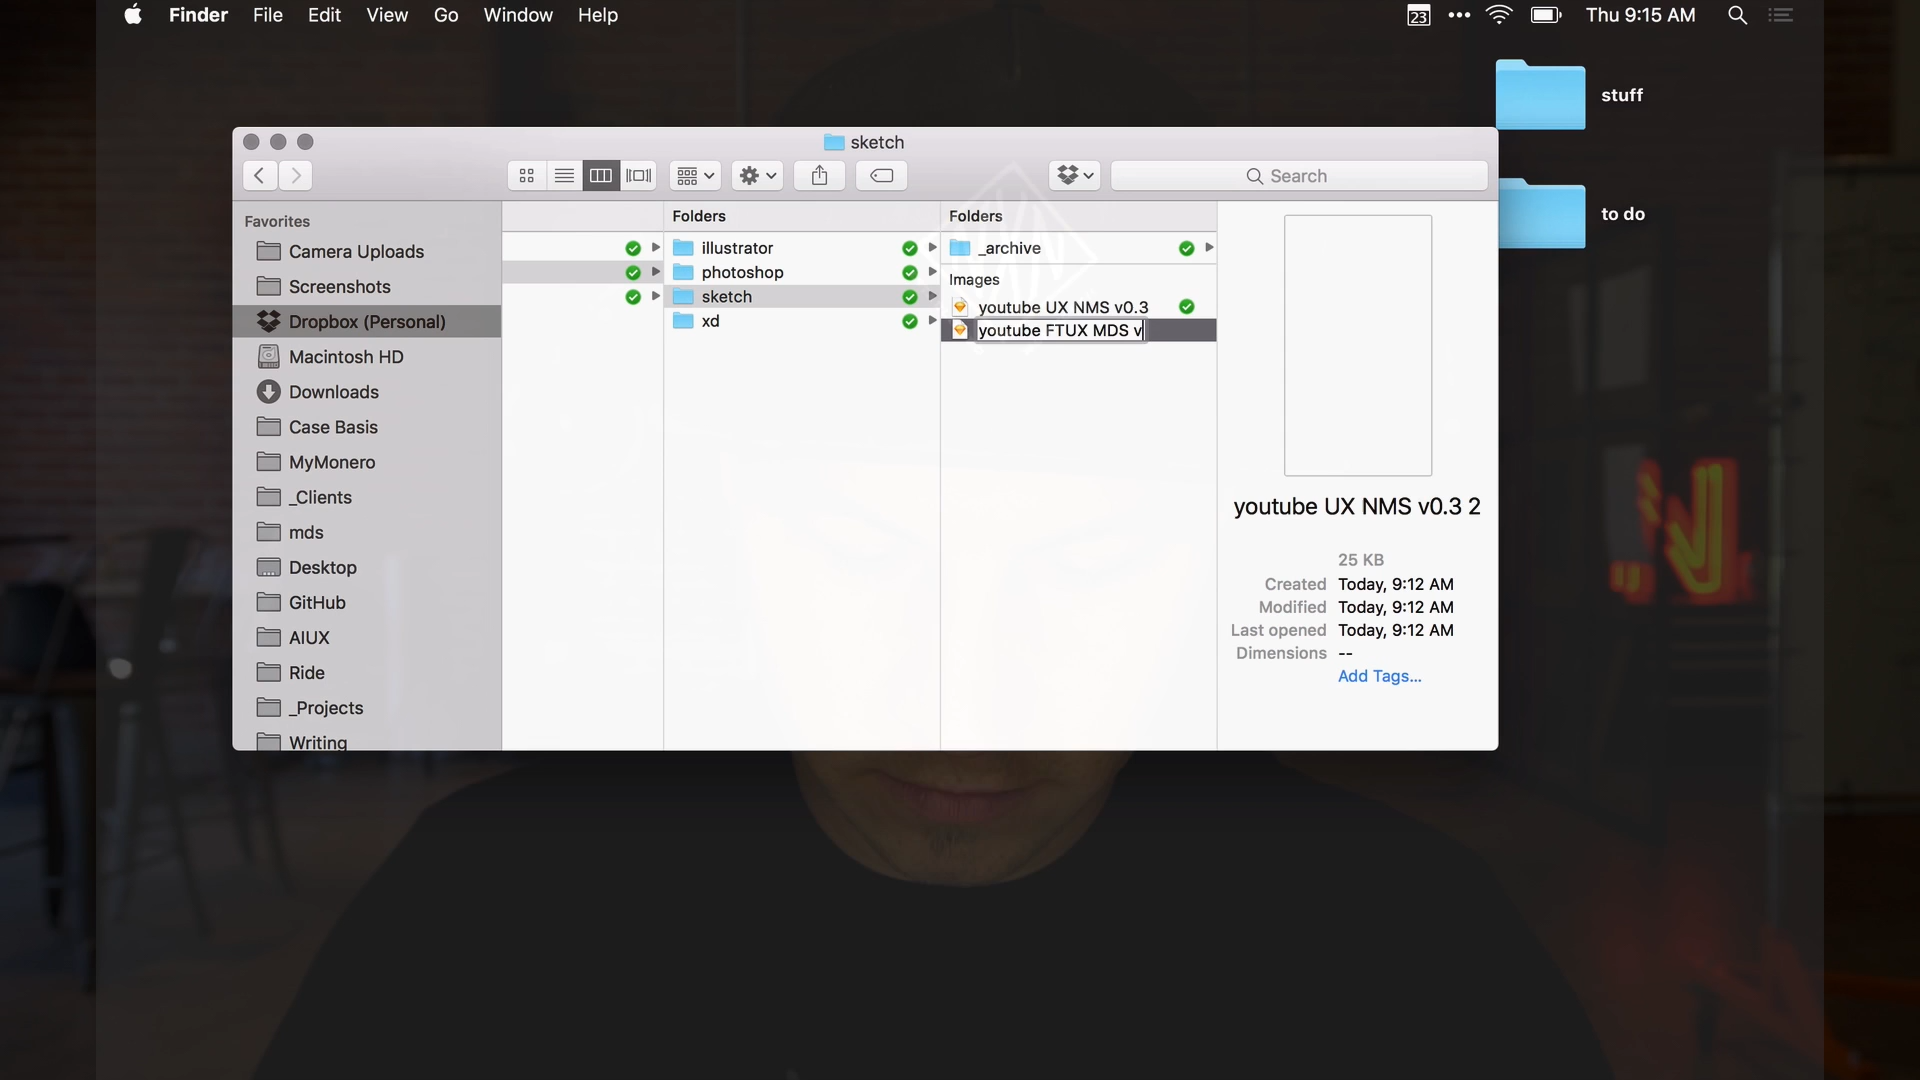 Finder File Edit View Go Window Help
23 Thu 9:15 AM
stuff
to do
sketch
Search
Favorites
Camera Uploads
Screenshots
Dropbox (Personal)
Macintosh HD
Downloads
Case Basis
MyMonero
_Clients
mds
Desktop
GitHub
AIUX
Ride
_Projects
Writing
Folders
illustrator
photoshop
sketch
xd
Folders
_archive
Images
youtube UX NMS v0.3
youtube FTUX MDS v
youtube UX NMS v0.3 2
25 KB
Created Today, 9:12 AM
Modified Today, 9:12 AM
Last opened Today, 9:12 AM
Dimensions --
Add Tags...